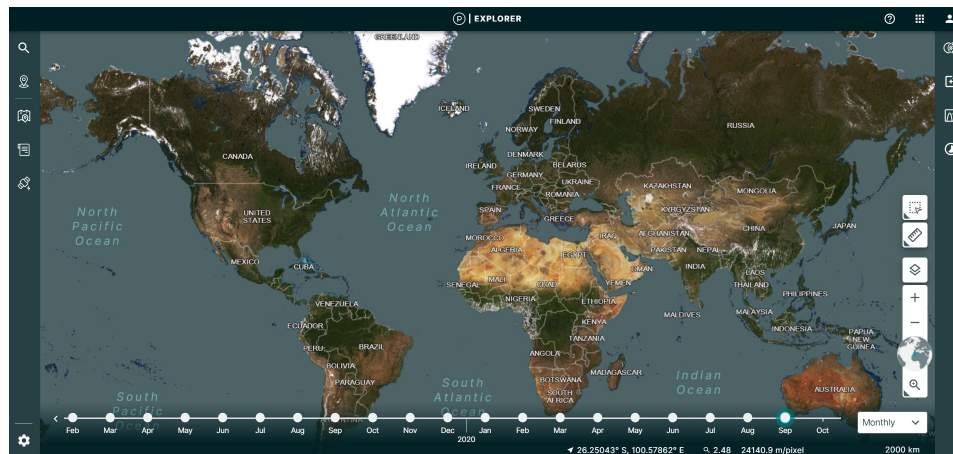 P | EXPLORER
GREENLAND
ICELAND
SWEDEN
FINLAND
NORWAY
RUSSIA
CANADA
DENMARK
IRELAND
BELARUS
GERMANY
UKRAINE
FRANCE
ROMANIA
KAZAKHSTAN
MONGOLIA
SPAIN
GREECE
KYRGYZSTAN
North
Pacific
Ocean
UNITED
STATES
North
Atlantic
Ocean
CHINA
JAPAN
MOROCCO
ALGERIA
IRAQ
AFGHANISTAN
MEXICO
CUBA
EGYPT
PAKISTAN
NEPAL
OMAN
INDIA
LAOS
SENEGAL
MALI
CHAD
YEMEN
THAILAND
PHILIPPINES
VENEZUELA
NIGERIA
ETHIOPIA
MALDIVES
MALAYSIA
ECUADOR
KENYA
INDONESIA
PAPUA
NEW
GUINEA
PERU
BRAZIL
TANZANIA
BOLIVIA
ANGOLA
PARAGUAY
BOTSWANA
MADAGASCAR
SOUTH
AFRICA
Indian
Ocean
AUSTRALIA
South
Pacific
Ocean
South
Atlantic
Ocean
ARGENTINA
Feb Mar Apr May Jun Jul Aug Sep Oct Nov Dec Jan Feb Mar Apr May Jun Jul Aug Sep Oct
2020
Monthly
26.25043° S, 100.57862° E 2.48 24140.9 m/pixel 2000 km